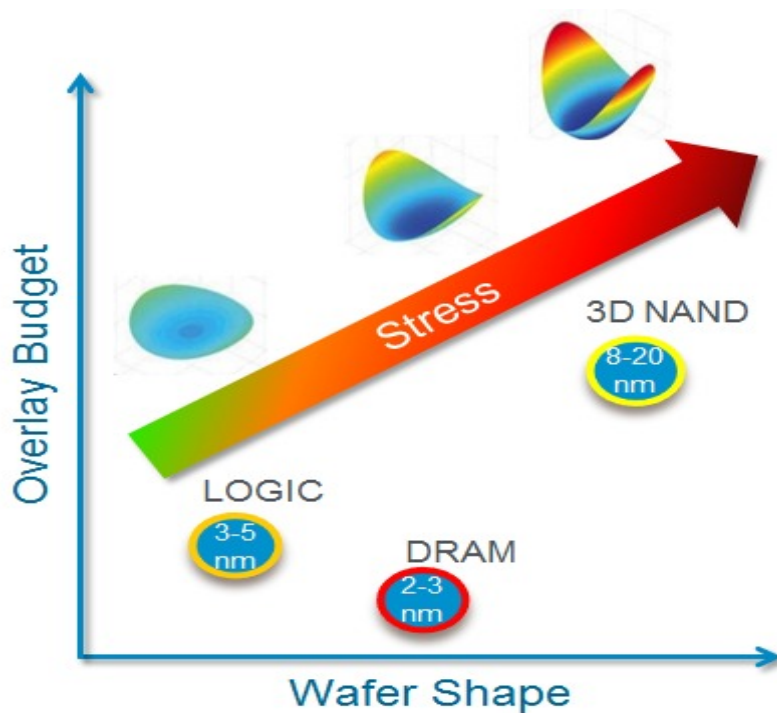 Overlay Budget
Stress
3D NAND
8-20
nm
LOGIC
3-5
nm
DRAM
2-3
nm
Wafer Shape